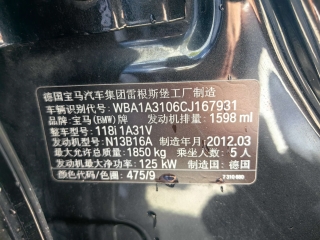 德国宝马汽车集团雷根斯堡工厂制造
车辆识别代号: WBA1A3106CJ167931
品牌: 宝马(BMW)牌 发动机排量: 1598 ml
整车型号: 118i 1A31V
发动机型号: N13B16A 制造年月: 2012.03
最大允许总质量: 1850 kg 乘坐人数: 5人
发动机最大净功率: 125 kW 制造国: 德国
颜色代码/色圈: 475/9